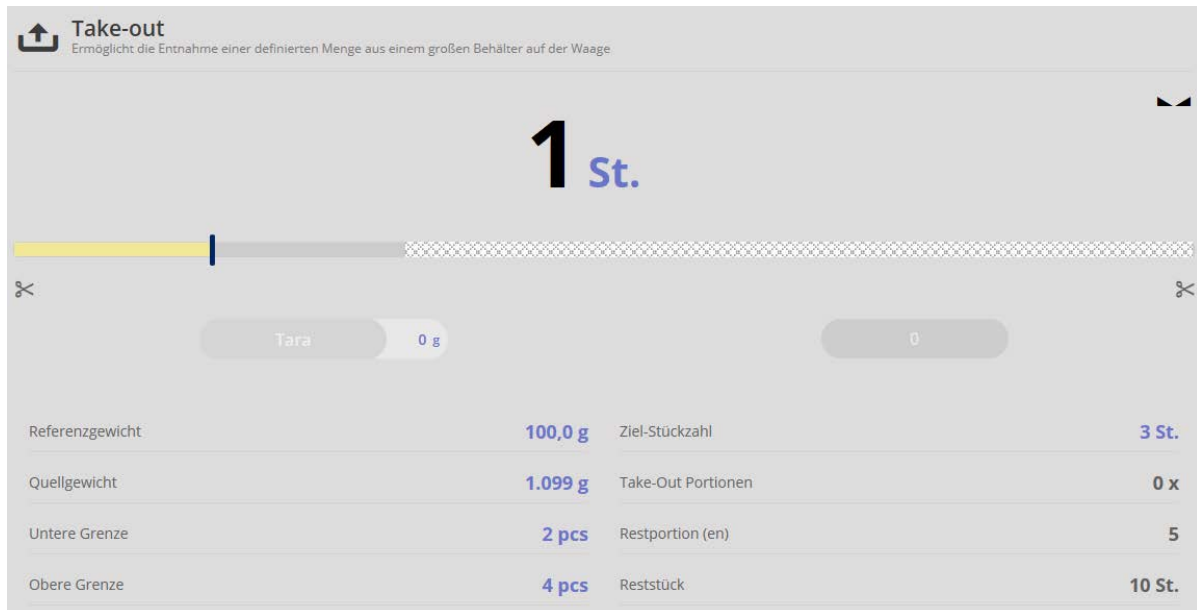 Take-out
Ermöglicht die Entnahme einer definierten Menge aus einem großen Behälter auf der Waage
1 St.
Tara 0 g 0
Referenzgewicht 100,0 g Ziel-Stückzahl 3 St.
Quellgewicht 1.099 g Take-Out Portionen 0 x
Untere Grenze 2 pcs Restportion (en) 5
Obere Grenze 4 pcs Reststück 10 St.